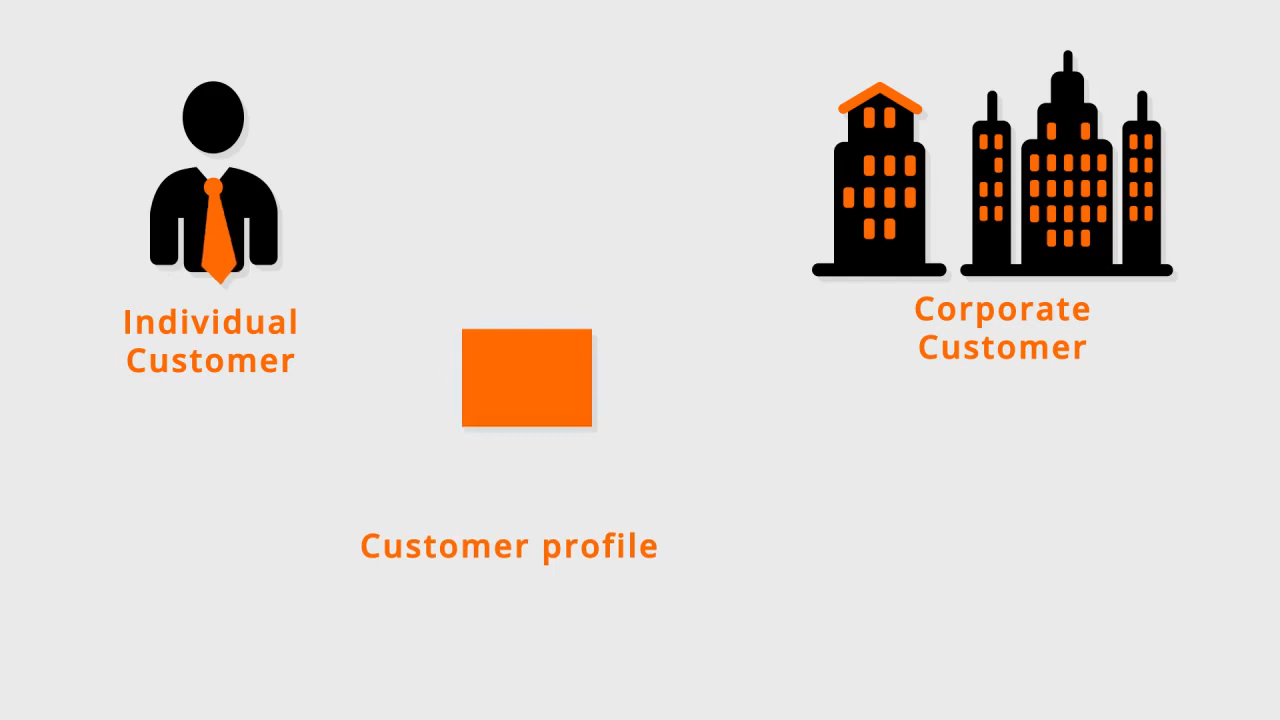 Individual
Customer
Corporate
Customer
Customer profile